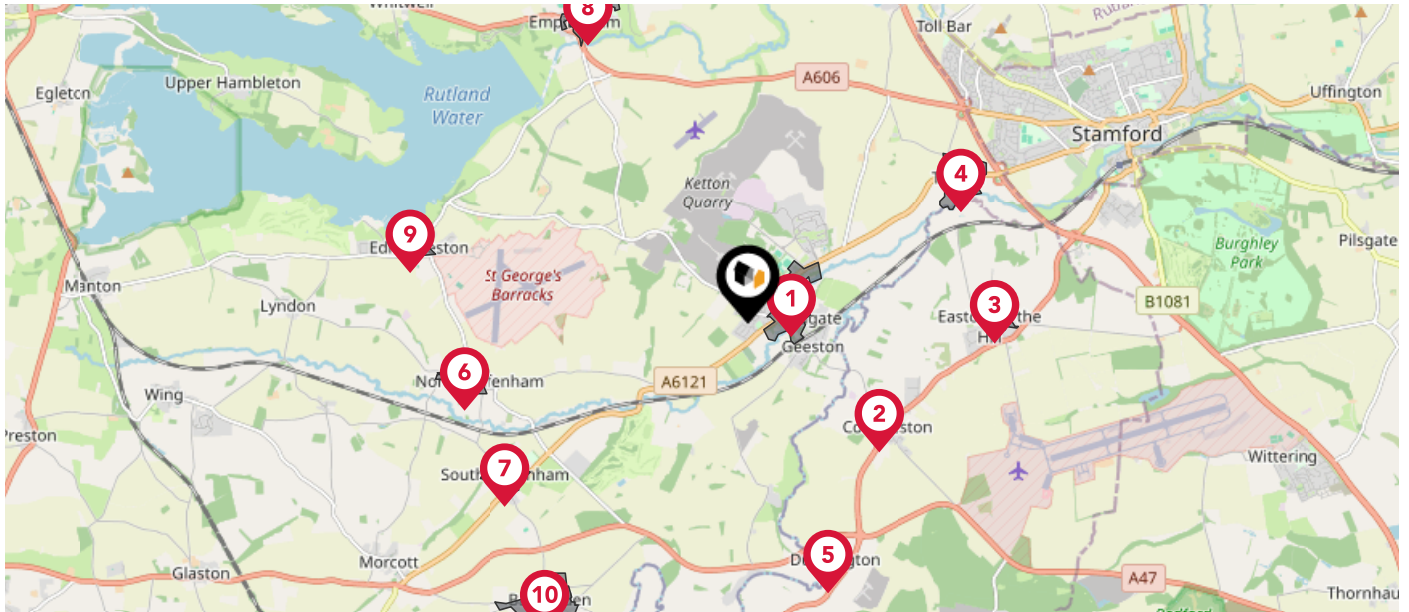 8
Toll Bar
A606
Upper Hambleton
Egleton
Uffington
Rutland
Water
Stamford
4
Ketton
Quarry
9
Pilsgate
Burghley
Park
St George's
Barracks
Manton
Lyndon
1
3
B1081
Geeston
6
A6121
Wing
2
Preston
7
Wittering
5
Morcott
Glaston
A47
10